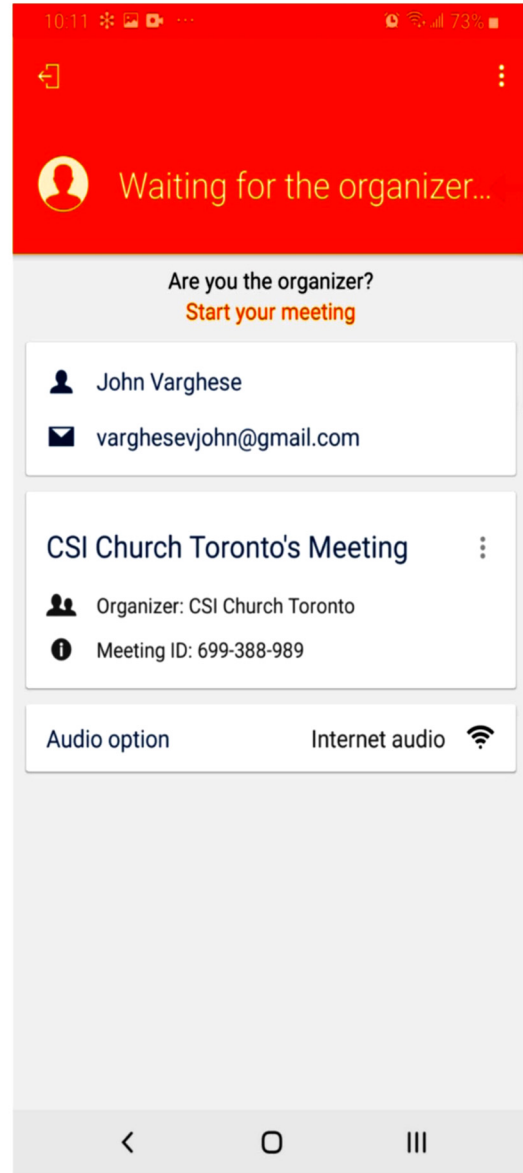 10:11 ... 73%
Waiting for the organizer...
Are you the organizer?
Start your meeting
John Varghese
varghesevjohn@gmail.com
CSI Church Toronto's Meeting
Organizer: CSI Church Toronto
Meeting ID: 699-388-989
Audio option Internet audio